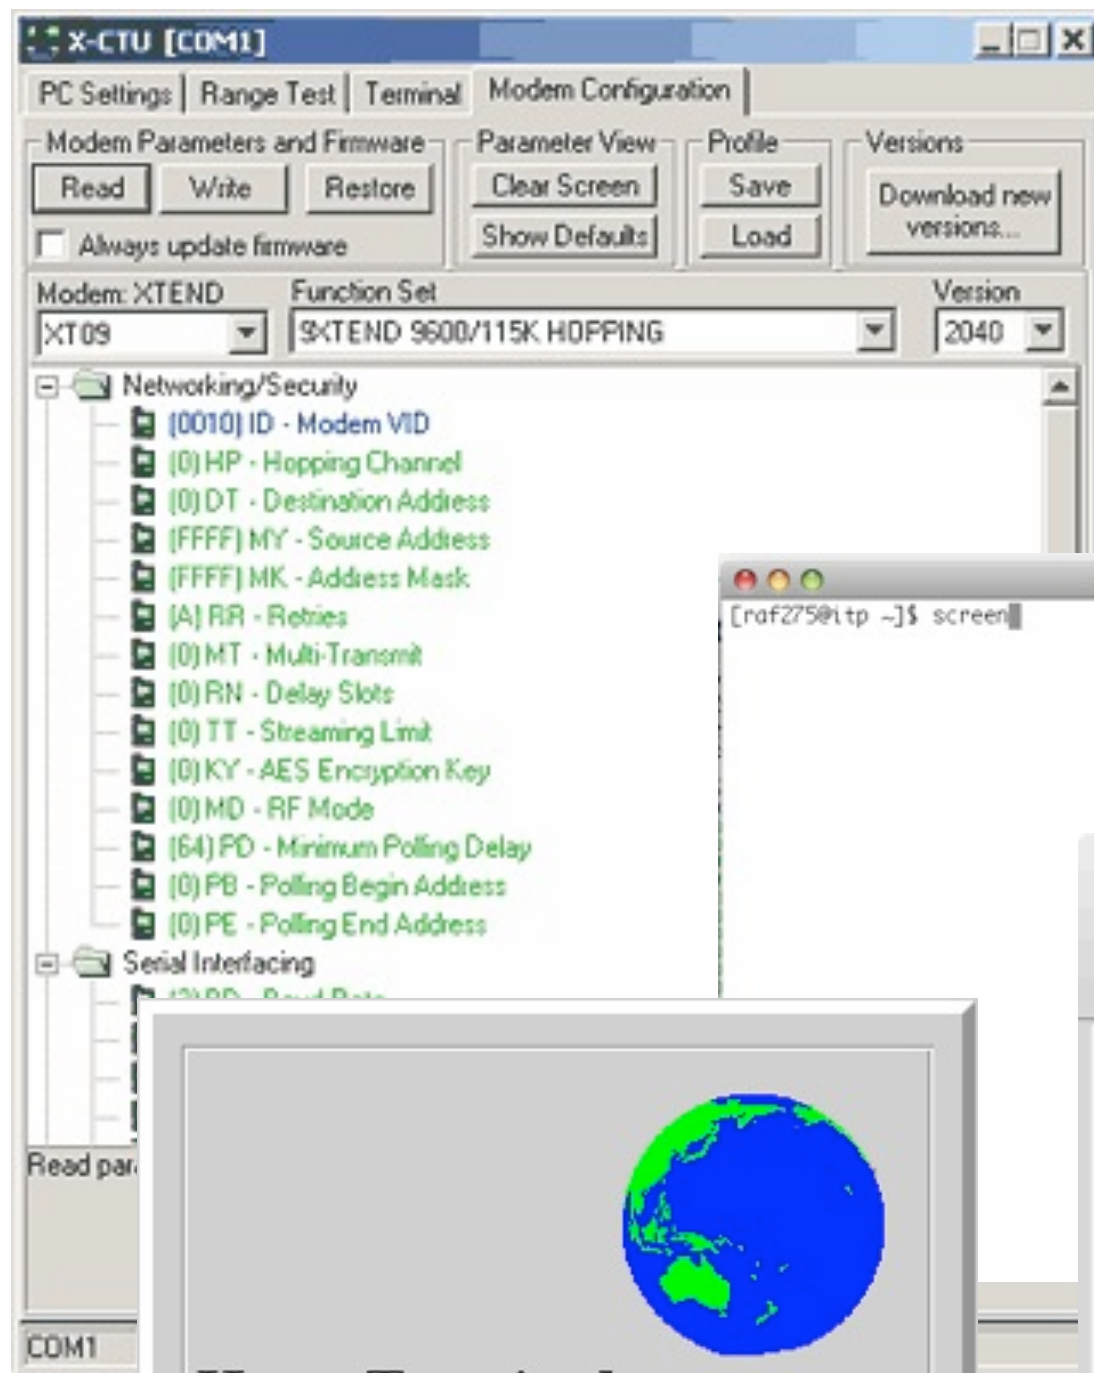 X-CTU [COM1]
PC Settings Range Test Terminal Modem Configuration
Modem Parameters and Firmware Parameter View Profile Versions
Read Write Restore Clear Screen Save Download new versions...
Always update firmware Show Defaults Load
Modem: XTEND Function Set Version
XT09 9XTEND 9600/115K HOPPING 2040
Networking/Security
(0010) ID - Modem VID
(0) HP - Hopping Channel
(0) DT - Destination Address
(FFFF) MY - Source Address
(FFFF) MK - Address Mask
(A) RR - Retries
(0) MT - Multi-Transmit
(0) RN - Delay Slots
(0) TT - Streaming Limit
(0) KY - AES Encryption Key
(0) MD - RF Mode
(64) PD - Minimum Polling Delay
(0) PB - Polling Begin Address
(0) PE - Polling End Address
Serial Interfacing
[raf275@itp ~]$ screen
Read par
COM1